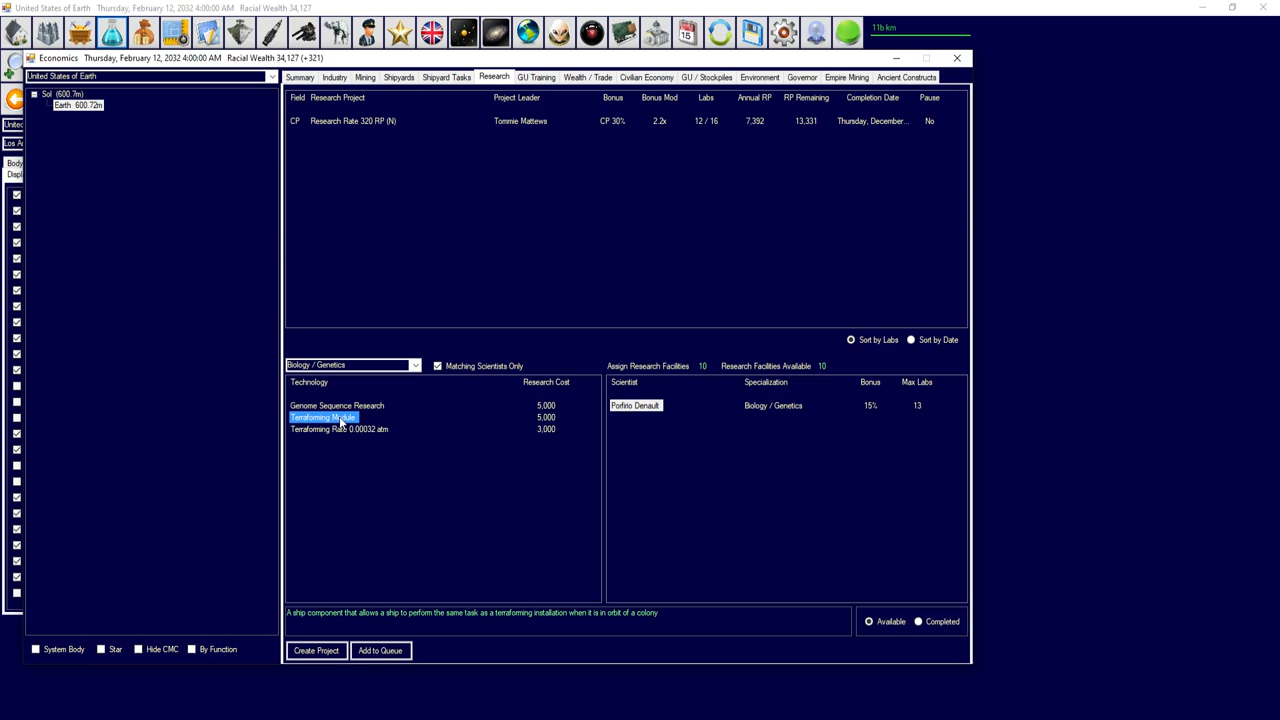 United States of Earth   Thursday, February 12, 2032 4:00:00 AM   Racial Wealth 34,127
11b km
Economics   Thursday, February 12, 2032 4:00:00 AM   Racial Wealth 34,127 (+321)
United States of Earth
Summary Industry Mining Shipyards Shipyard Tasks Research GU Training Wealth / Trade Civilian Economy GU / Stockpiles Environment Governor Empire Mining Ancient Constructs
Sol (600.7m)
Earth 600.72m
Field Research Project Project Leader Bonus Bonus Mod Labs Annual RP RP Remaining Completion Date Pause
CP Research Rate 320 RP (N) Tommie Mattews CP 30% 2.2x 12 / 16 7,392 13,331 Thursday, December... No
Sort by Labs Sort by Date
Biology / Genetics Matching Scientists Only Assign Research Facilities 10 Research Facilities Available 10
Technology Research Cost Scientist Specialization Bonus Max Labs
Genome Sequence Research 5,000 Porfirio Denault Biology / Genetics 15% 13
Terraforming Module 5,000
Terraforming Rate 0.00032 atm 3,000
A ship component that allows a ship to perform the same task as a terraforming installation when it is in orbit of a colony
Available Completed
System Body Star Hide CMC By Function Create Project Add to Queue
United
Los A
Body
Displ